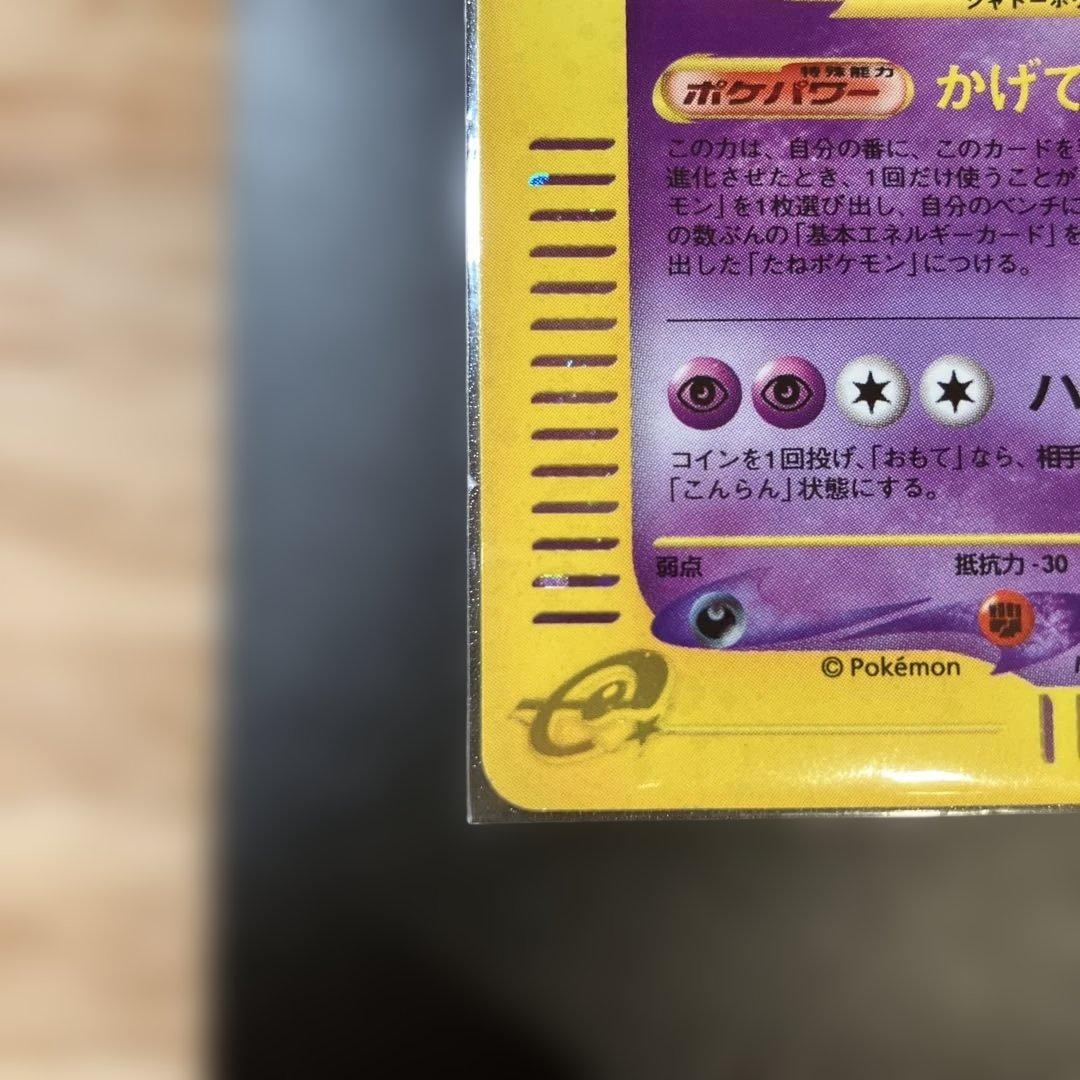 特殊能力
ポケパワー かげて
この力は、自分の番に、このカードを
進化させたとき、1回だけ使うことが
モン」を1枚選び出し、自分のベンチに
の数ぶんの「基本エネルギーカード」を
出した「たねポケモン」につける。
ハ
コインを1回投げ、「おもて」なら、相手
「こんらん」状態にする。
弱点 抵抗力 -30
© Pokémon